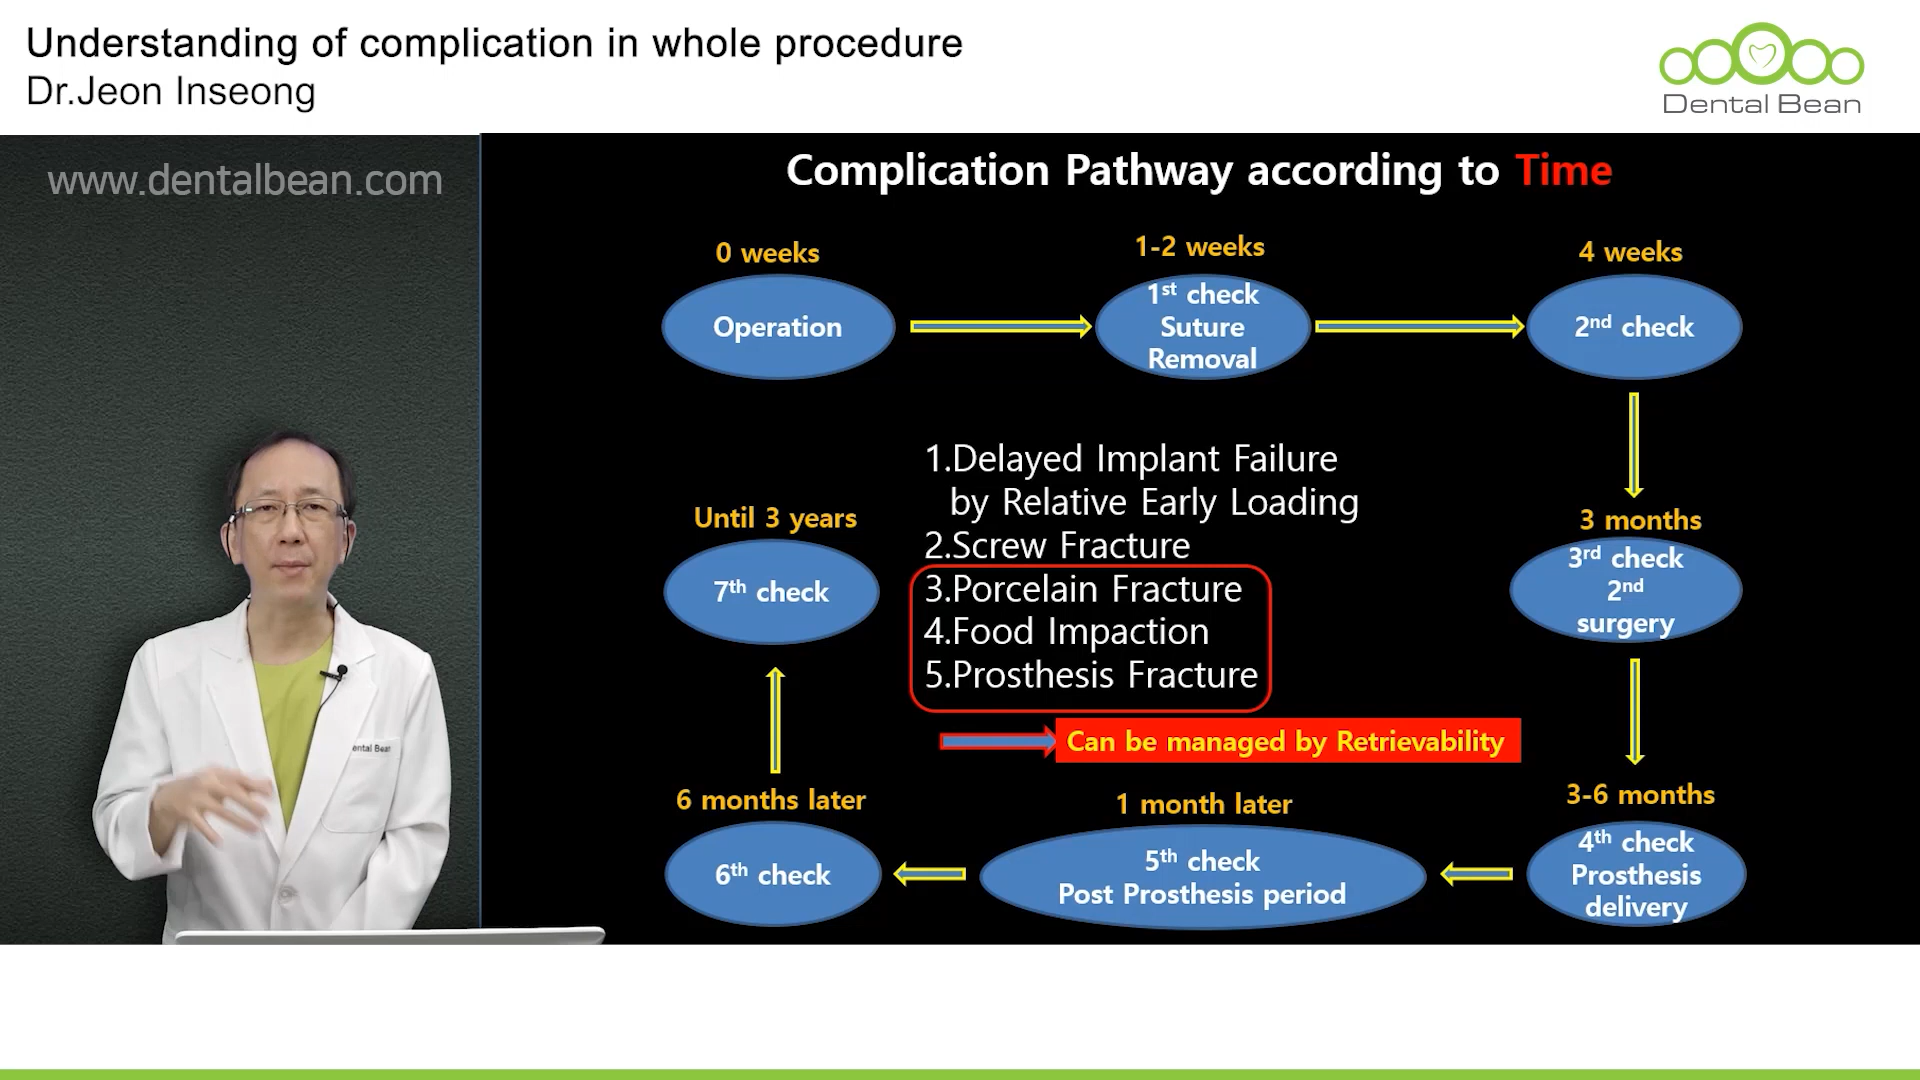 Understanding of complication in whole procedure
Dr.Jeon Inseong
Dental Bean
www.dentalbean.com
Complication Pathway according to Time
0 weeks
Operation
1-2 weeks
1st check
Suture
Removal
4 weeks
2nd check
3 months
3rd check
2nd
surgery
3-6 months
4th check
Prosthesis
delivery
1 month later
5th check
Post Prosthesis period
6 months later
6th check
Until 3 years
7th check
1.Delayed Implant Failure
by Relative Early Loading
2.Screw Fracture
3.Porcelain Fracture
4.Food Impaction
5.Prosthesis Fracture
Can be managed by Retrievability
ental Bean